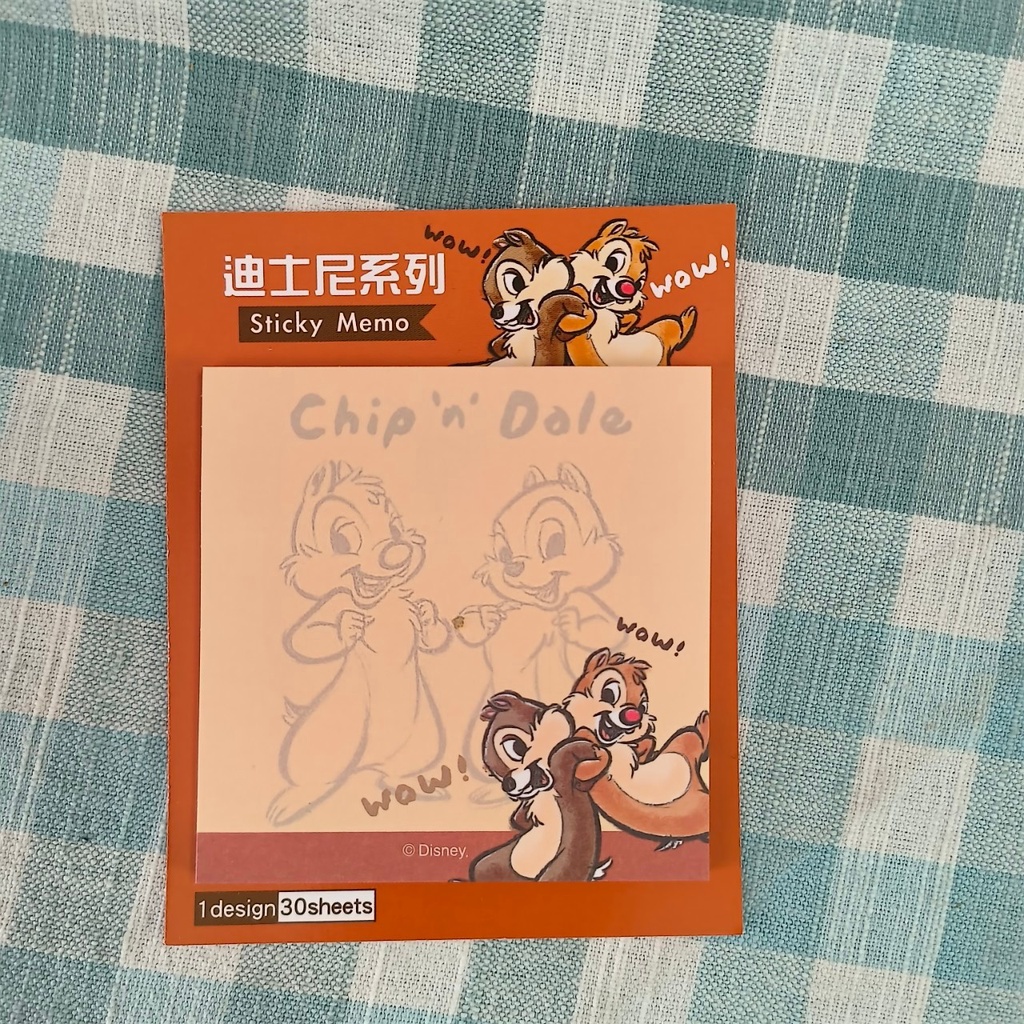 wow!
迪士尼系列
wow!
Sticky Memo
Chip 'n' Dale
wow!
wow!
© Disney.
1design 30sheets